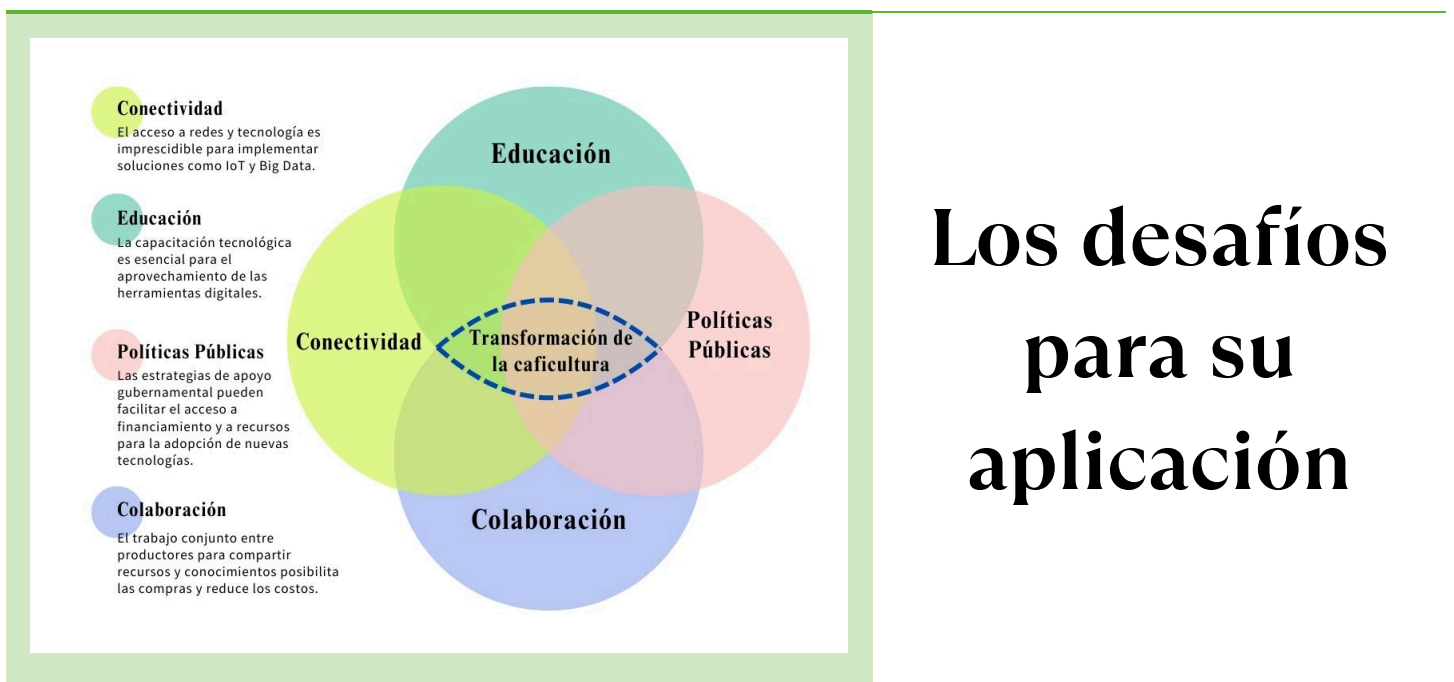 Conectividad
El acceso a redes y tecnología es
imprescidible para implementar
soluciones como IoT y Big Data.
Educación
La capacitación tecnológica
es esencial para el
aprovechamiento de las
herramientas digitales.
Políticas Públicas
Las estrategias de apoyo
gubernamental pueden
facilitar el acceso a
financiamiento y a recursos
para la adopción de nuevas
tecnologías.
Colaboración
El trabajo conjunto entre
productores para compartir
recursos y conocimientos posibilita
las compras y reduce los costos.
Educación
Conectividad
Transformación de
la caficultura
Políticas
Públicas
Colaboración
Los desafíos
para su
aplicación